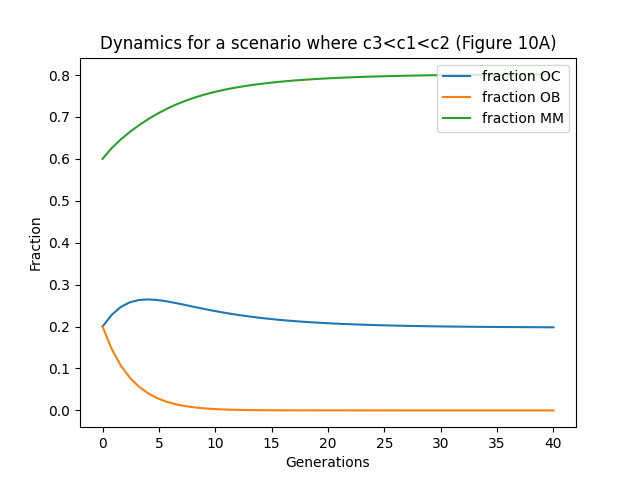 Dynamics for a scenario where c3<c1<c2 (Figure 10A)
fraction OC
fraction OB
fraction MM
0.8
0.7
0.6
0.5
0.4
0.3
0.2
0.1
0.0
Fraction
0 5 10 15 20 25 30 35 40
Generations